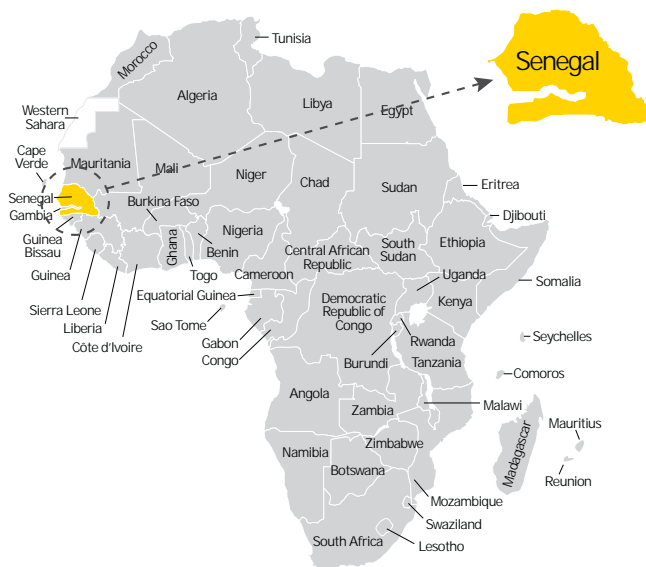 Tunisia
Morocco
Senegal
Algeria
Libya
Egypt
Western
Sahara
Cape
Verde
Mauritania
Mali
Niger
Chad
Sudan
Eritrea
Senegal
Gambia
Burkina Faso
Djibouti
Guinea
Bissau
Ghana
Nigeria
Benin
Ethiopia
South
Sudan
Central African
Republic
Guinea
Togo
Cameroon
Uganda
Somalia
Sierra Leone
Equatorial Guinea
Democratic
Republic of
Congo
Kenya
Liberia
Sao Tome
Côte d'Ivoire
Gabon
Congo
Rwanda
Seychelles
Burundi
Tanzania
Comoros
Angola
Malawi
Zambia
Mauritius
Madagascar
Zimbabwe
Namibia
Botswana
Reunion
Mozambique
Swaziland
South Africa
Lesotho